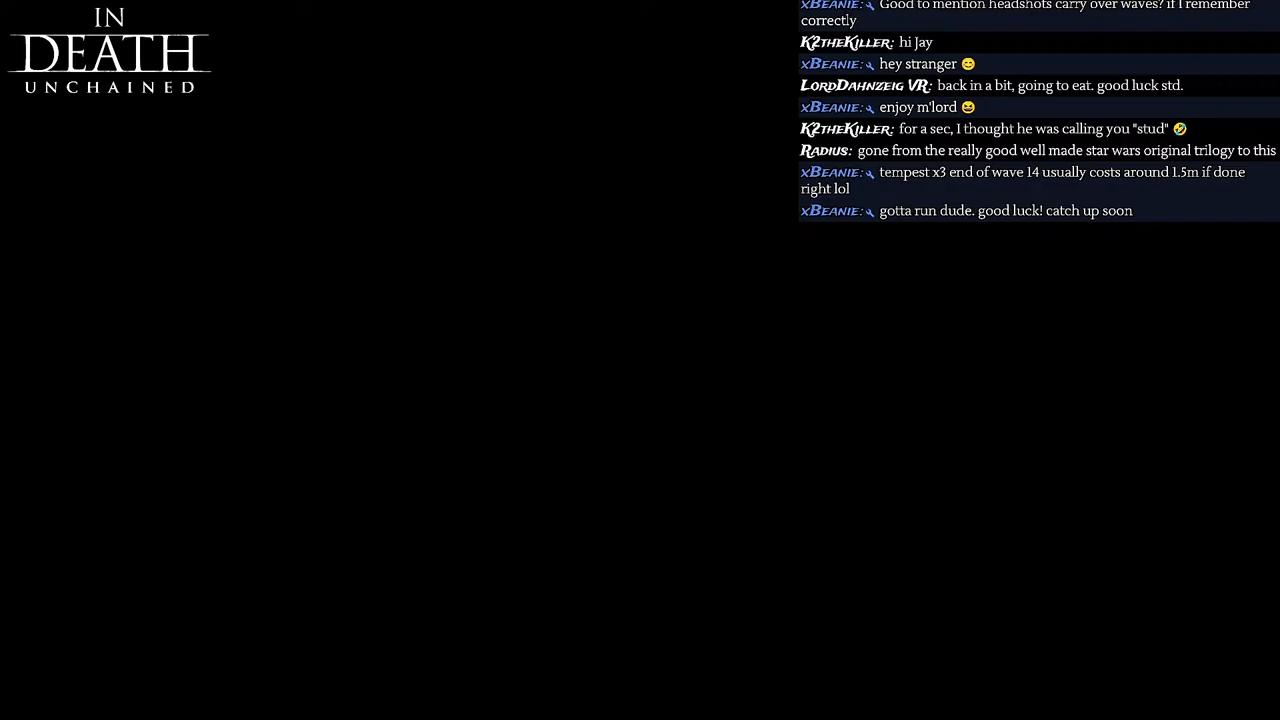 IN
DEATH
UNCHAINED
xBeanie: Good to mention headshots carry over waves? if I remember
correctly
K2theKiller: hi Jay
xBeanie: hey stranger 😊
LordDahnzeig VR: back in a bit, going to eat. good luck std.
xBeanie: enjoy m'lord 😆
K2theKiller: for a sec, I thought he was calling you "stud" 🤣
Radius: gone from the really good well made star wars original trilogy to this
xBeanie: tempest x3 end of wave 14 usually costs around 1.5m if done
right lol
xBeanie: gotta run dude. good luck! catch up soon